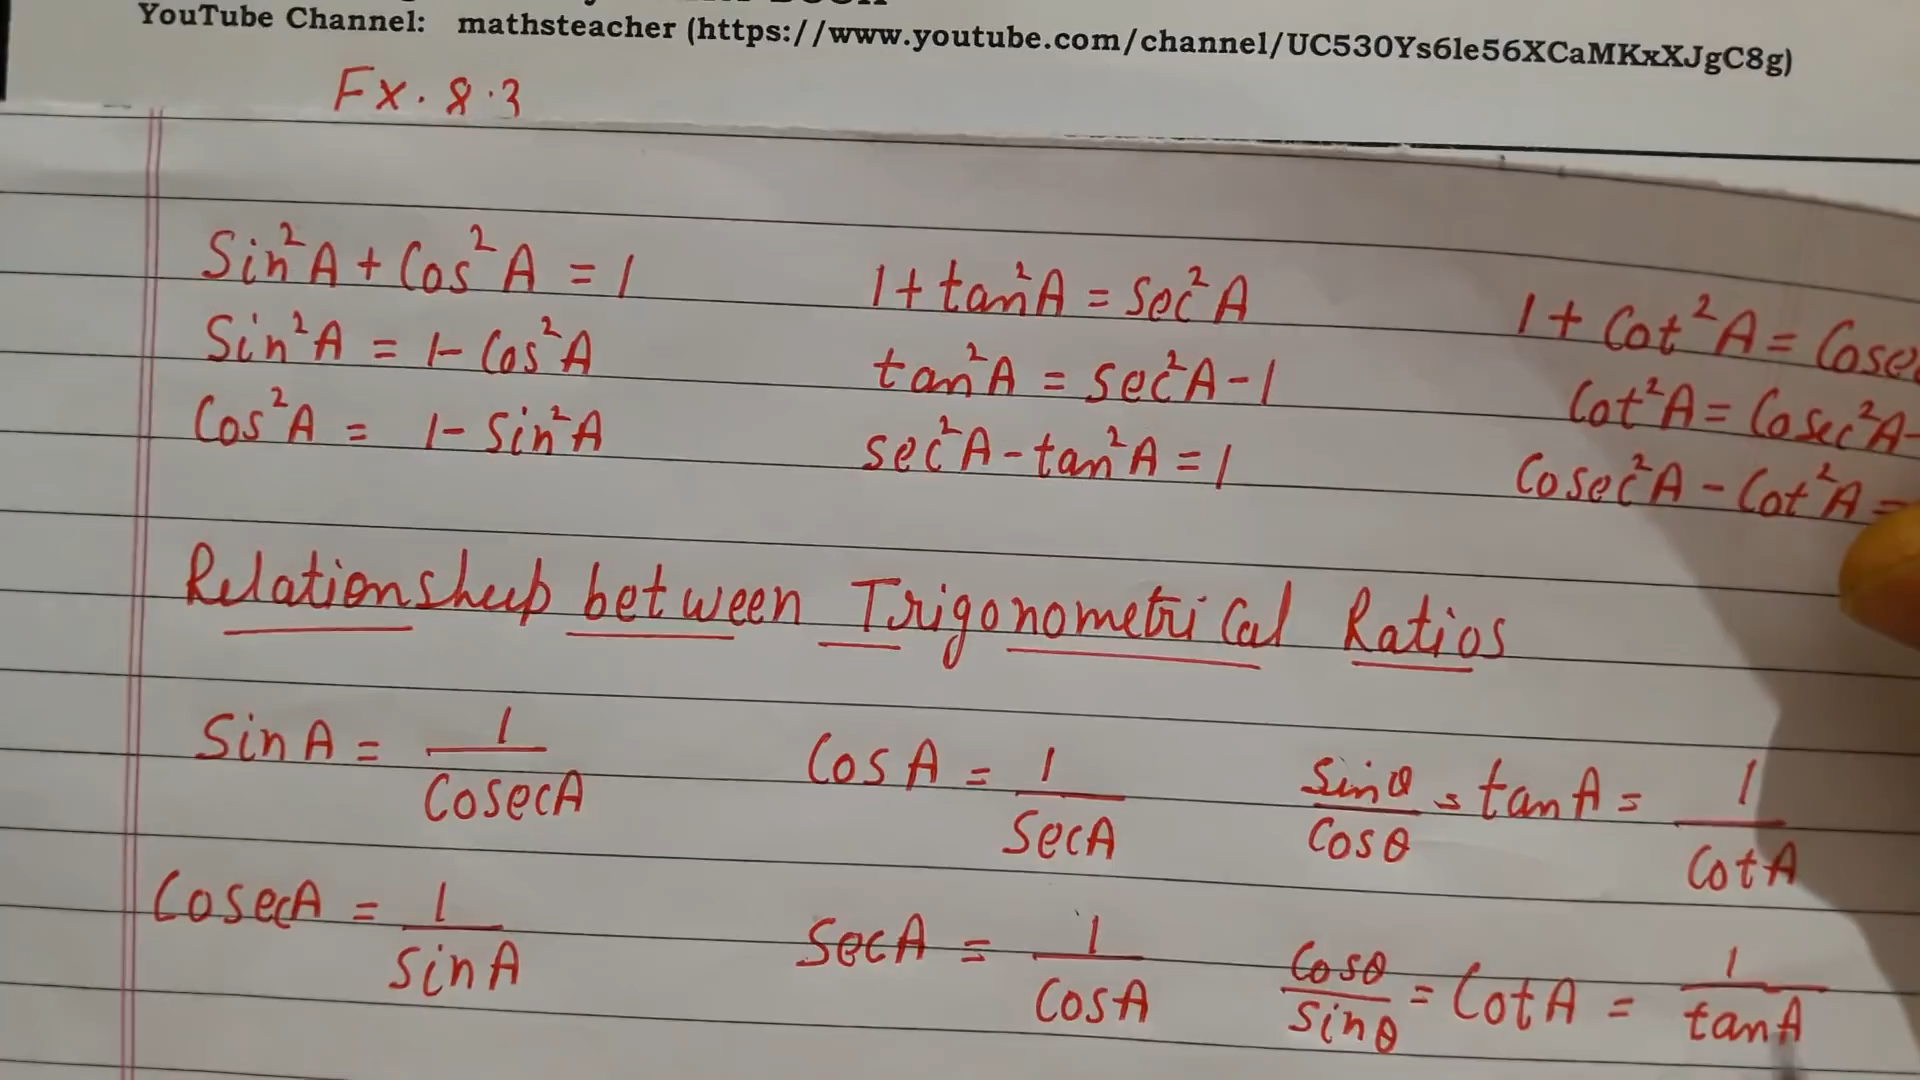 YouTube Channel: mathsteacher (https://www.youtube.com/channel/UC530Ys6le56XCaMKxXJgC8g)
Ex. 8.3
Sin²A + Cos²A = 1    1 + tan²A = Sec²A    1 + Cot²A = Cosec
Sin²A = 1 - Cos²A    tan²A = sec²A - 1    Cot²A = Cosec²A -
Cos²A = 1 - Sin²A    sec²A - tan²A = 1    Cosec²A - Cot²A =
Relationsheep between Trigonometrical Ratios
SinA = 1/CosecA    CosA = 1/SecA    Sinθ/Cosθ = tanA = 1/CotA
CosecA = 1/SinA    SecA = 1/CosA    Cosθ/Sinθ = CotA = 1/tanA